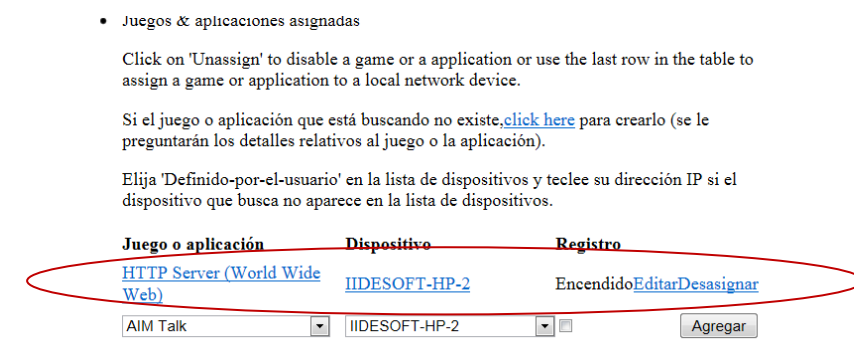 Juegos & aplicaciones asignadas
Click on 'Unassign' to disable a game or a application or use the last row in the table to
assign a game or application to a local network device.
Si el juego o aplicación que está buscando no existe,click here para crearlo (se le
preguntarán los detalles relativos al juego o la aplicación).
Elija 'Definido-por-el-usuario' en la lista de dispositivos y teclee su dirección IP si el
dispositivo que busca no aparece en la lista de dispositivos.
Juego o aplicación Dispositivo Registro
HTTP Server (World Wide
Web) IIDESOFT-HP-2 EncendidoEditarDesasignar
AIM Talk IIDESOFT-HP-2 Agregar